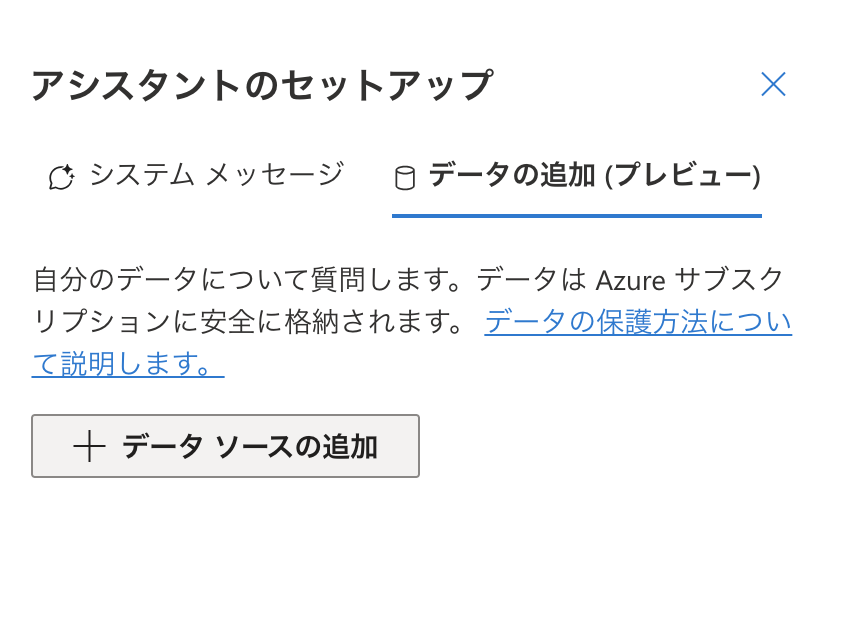 アシスタントのセットアップ
システム メッセージ
データの追加 (プレビュー)
自分のデータについて質問します。データは Azure サブスク
リプションに安全に格納されます。 データの保護方法につい
て説明します。
データ ソースの追加